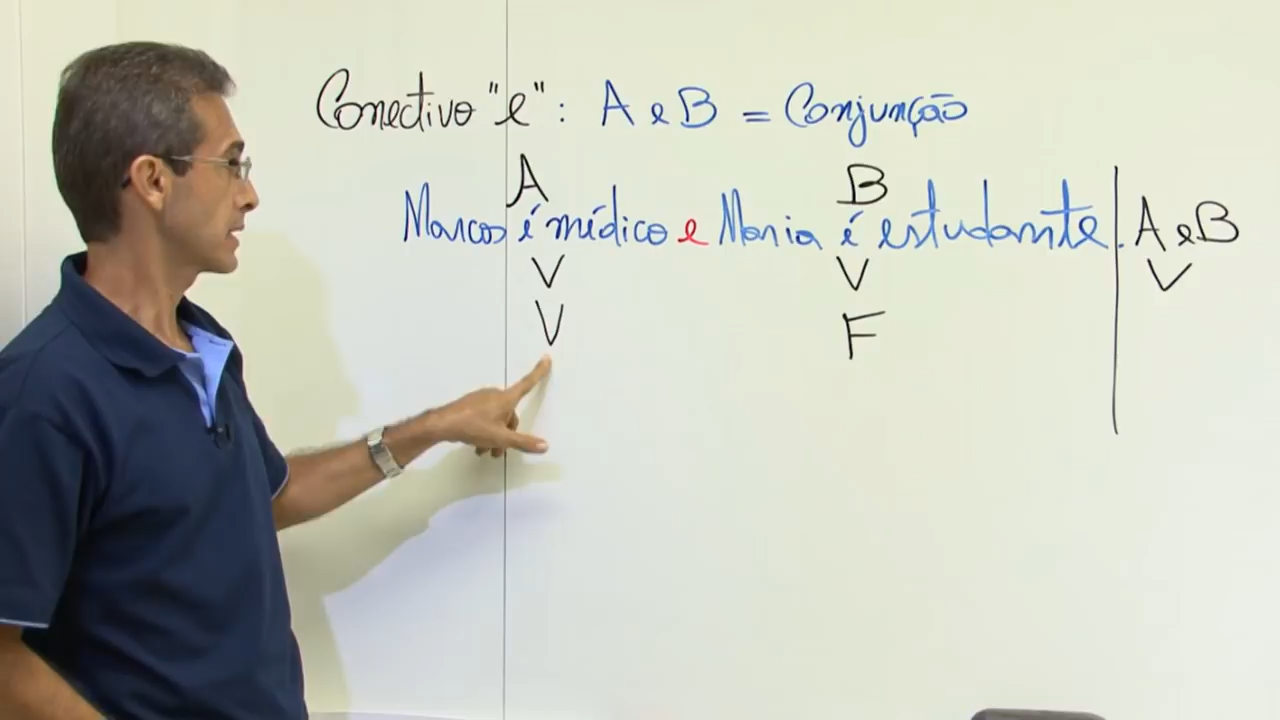 Conectivo "e": A e B = Conjunção
A B
Marcos é médico e Maria é estudante. A e B
V V V
V F